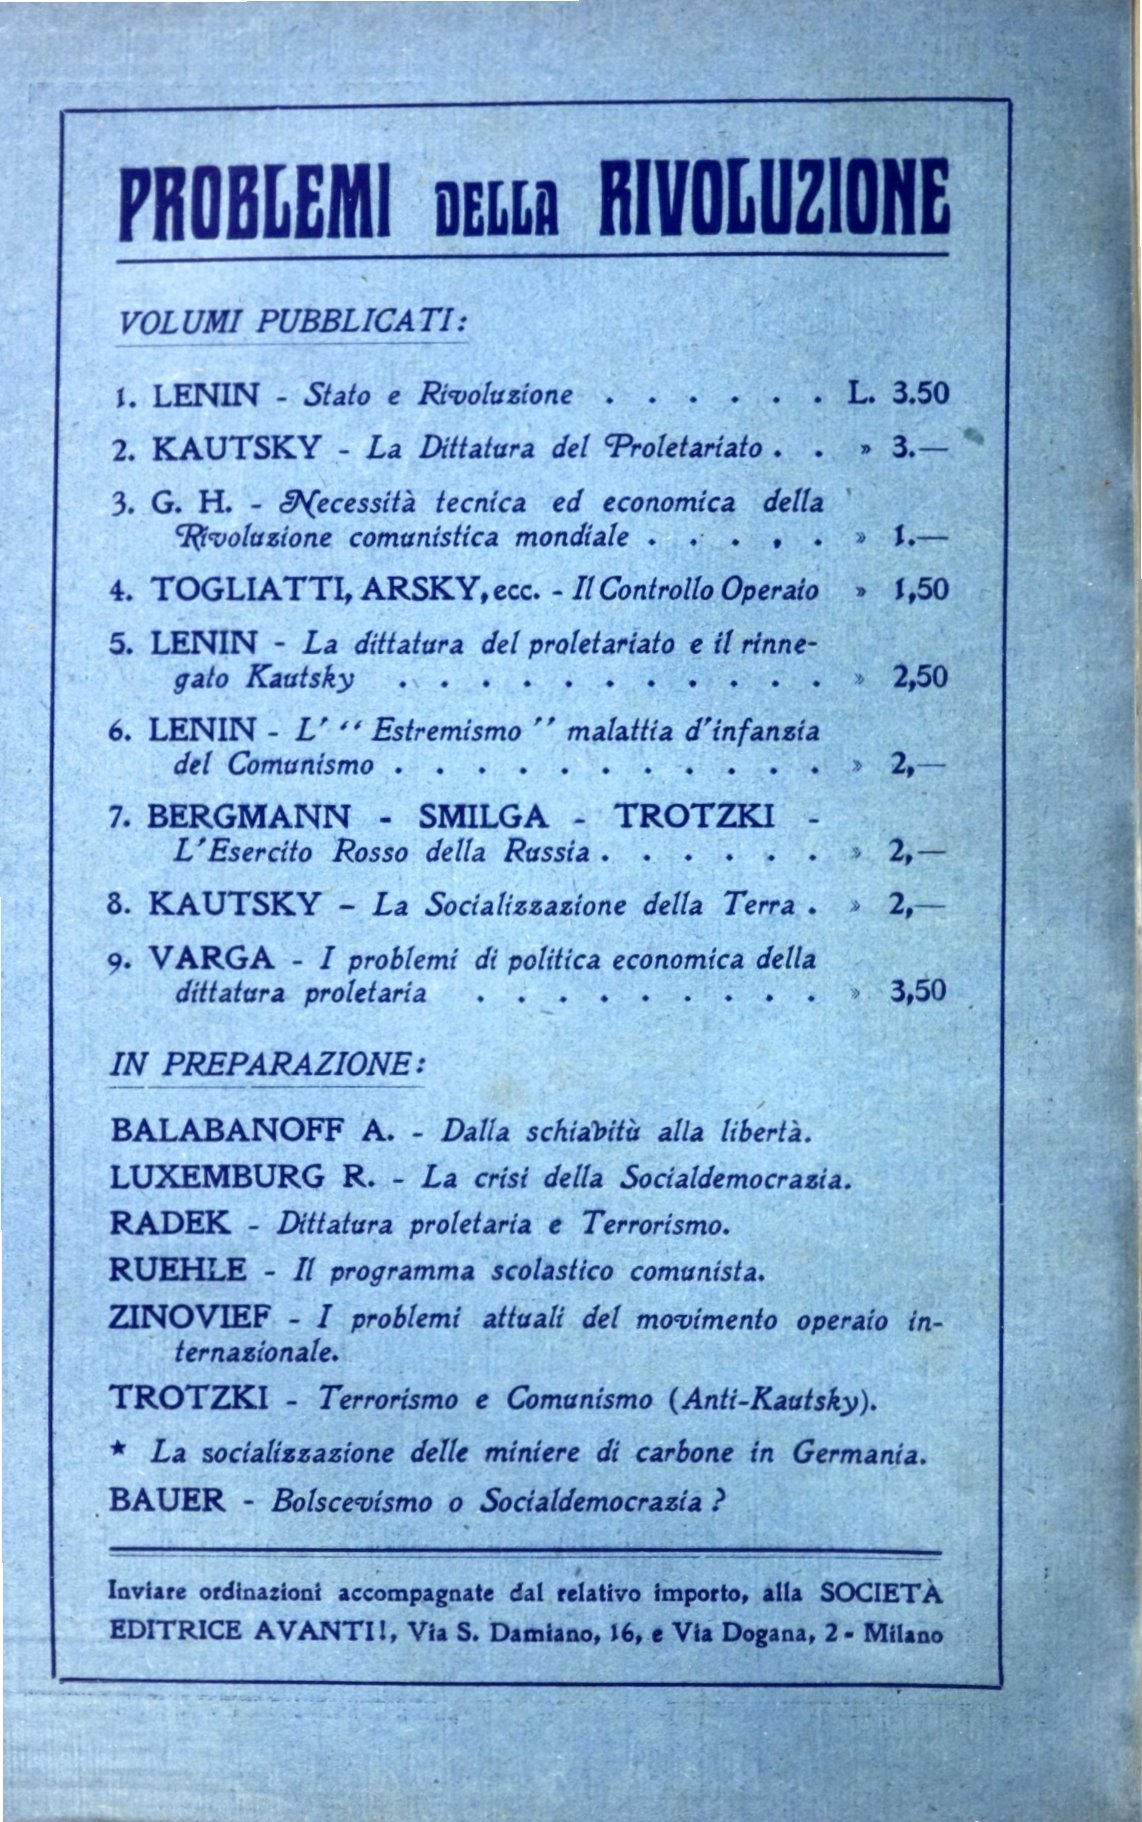 PROBLEMI DELLA RIVOLUZIONE
VOLUMI PUBBLICATI:
1. LENIN - Stato e Rivoluzione . . . . . . L. 3.50
2. KAUTSKY - La Dittatura del Proletariato . . » 3.—
3. G. H. - Necessità tecnica ed economica della
Rivoluzione comunistica mondiale . . . . . » 1.—
4. TOGLIATTI, ARSKY, ecc. - Il Controllo Operaio » 1,50
5. LENIN - La dittatura del proletariato e il rinne-
gato Kautsky . . . . . . . . . . . » 2,50
6. LENIN - L' “ Estremismo ” malattia d'infanzia
del Comunismo . . . . . . . . . . . » 2,—
7. BERGMANN - SMILGA - TROTZKI -
L'Esercito Rosso della Russia . . . . . . » 2,—
8. KAUTSKY – La Socializzazione della Terra . » 2,—
9. VARGA - I problemi di politica economica della
dittatura proletaria . . . . . . . . . » 3,50
IN PREPARAZIONE:
BALABANOFF A. - Dalla schiavitù alla libertà.
LUXEMBURG R. - La crisi della Socialdemocrazia.
RADEK - Dittatura proletaria e Terrorismo.
RUEHLE - Il programma scolastico comunista.
ZINOVIEF - I problemi attuali del movimento operaio in-
ternazionale.
TROTZKI - Terrorismo e Comunismo (Anti-Kautsky).
★ La socializzazione delle miniere di carbone in Germania.
BAUER - Bolscevismo o Socialdemocrazia ?
Inviare ordinazioni accompagnate dal relativo importo, alla SOCIETÀ
EDITRICE AVANTI!, Via S. Damiano, 16, e Via Dogana, 2 - Milano